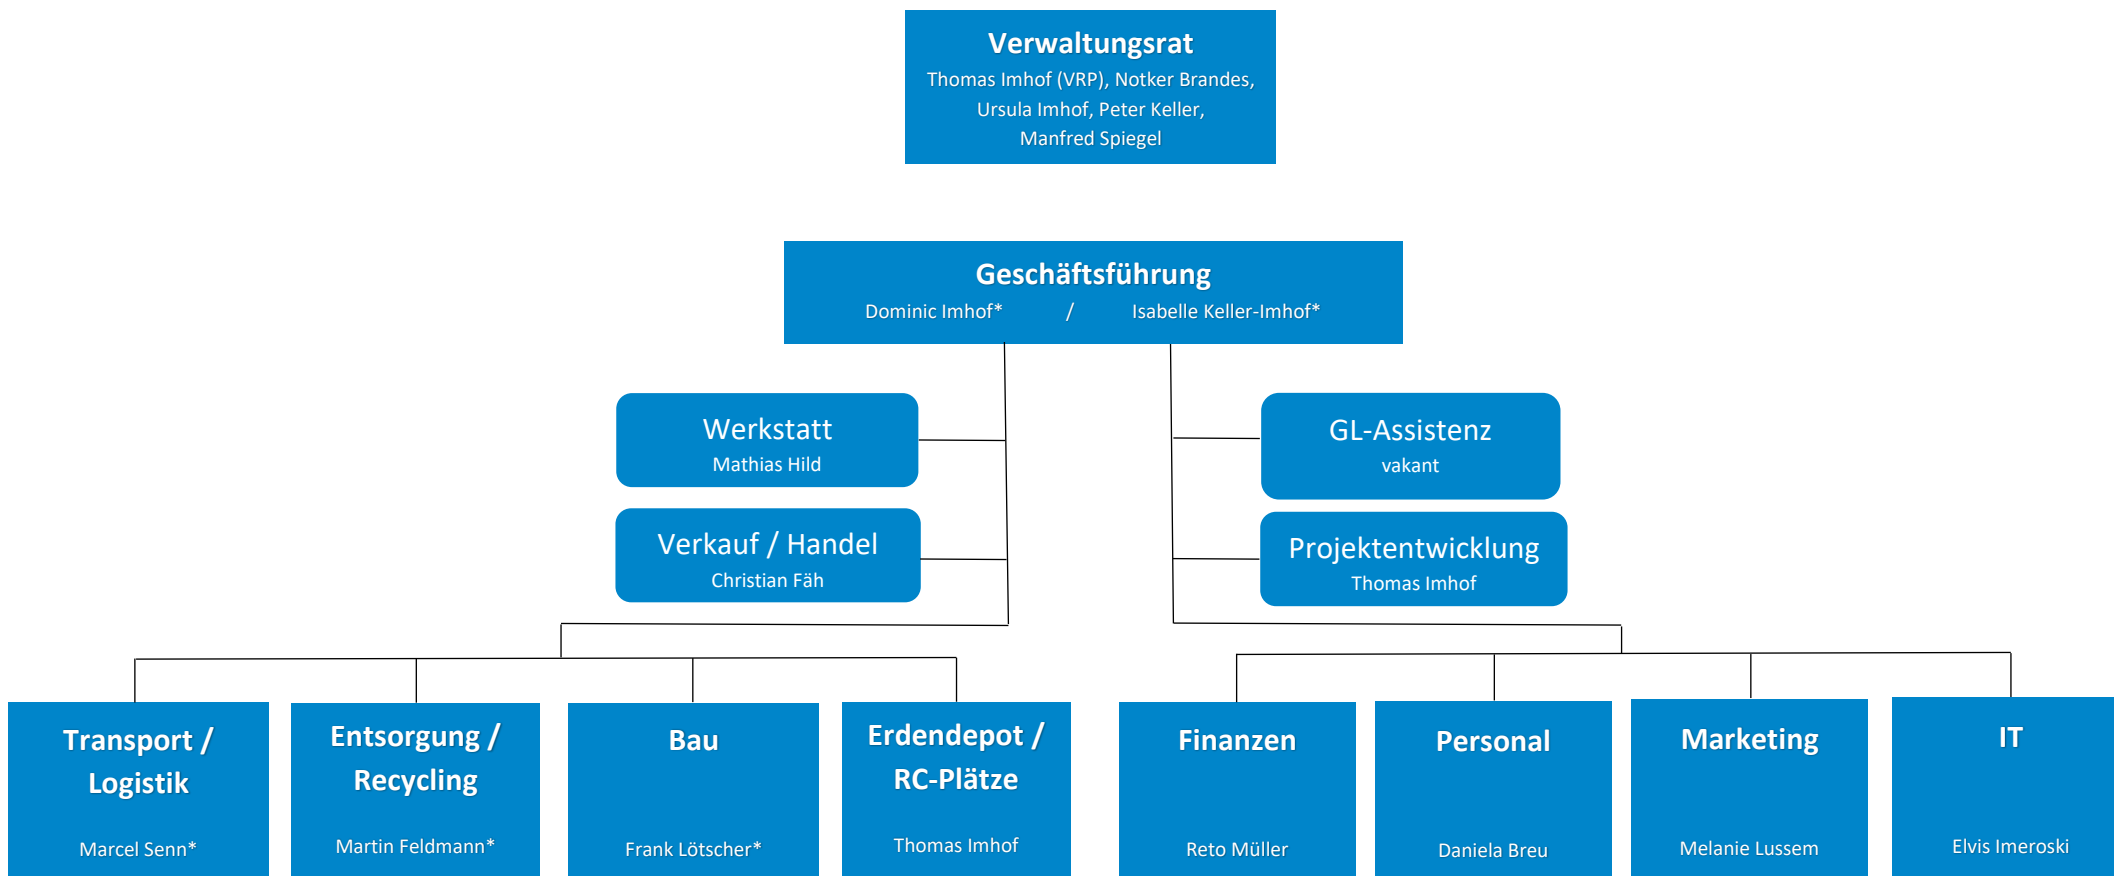 Verwaltungsrat
Thomas Imhof (VRP), Notker Brandes,
Ursula Imhof, Peter Keller,
Manfred Spiegel
Geschäftsführung
Dominic Imhof* / Isabelle Keller-Imhof*
Werkstatt
Mathias Hild
GL-Assistenz
vakant
Verkauf / Handel
Christian Fäh
Projektentwicklung
Thomas Imhof
Transport /
Logistik
Marcel Senn*
Entsorgung /
Recycling
Martin Feldmann*
Bau
Frank Lötscher*
Erdendepot /
RC-Plätze
Thomas Imhof
Finanzen
Reto Müller
Personal
Daniela Breu
Marketing
Melanie Lussem
IT
Elvis Imeroski